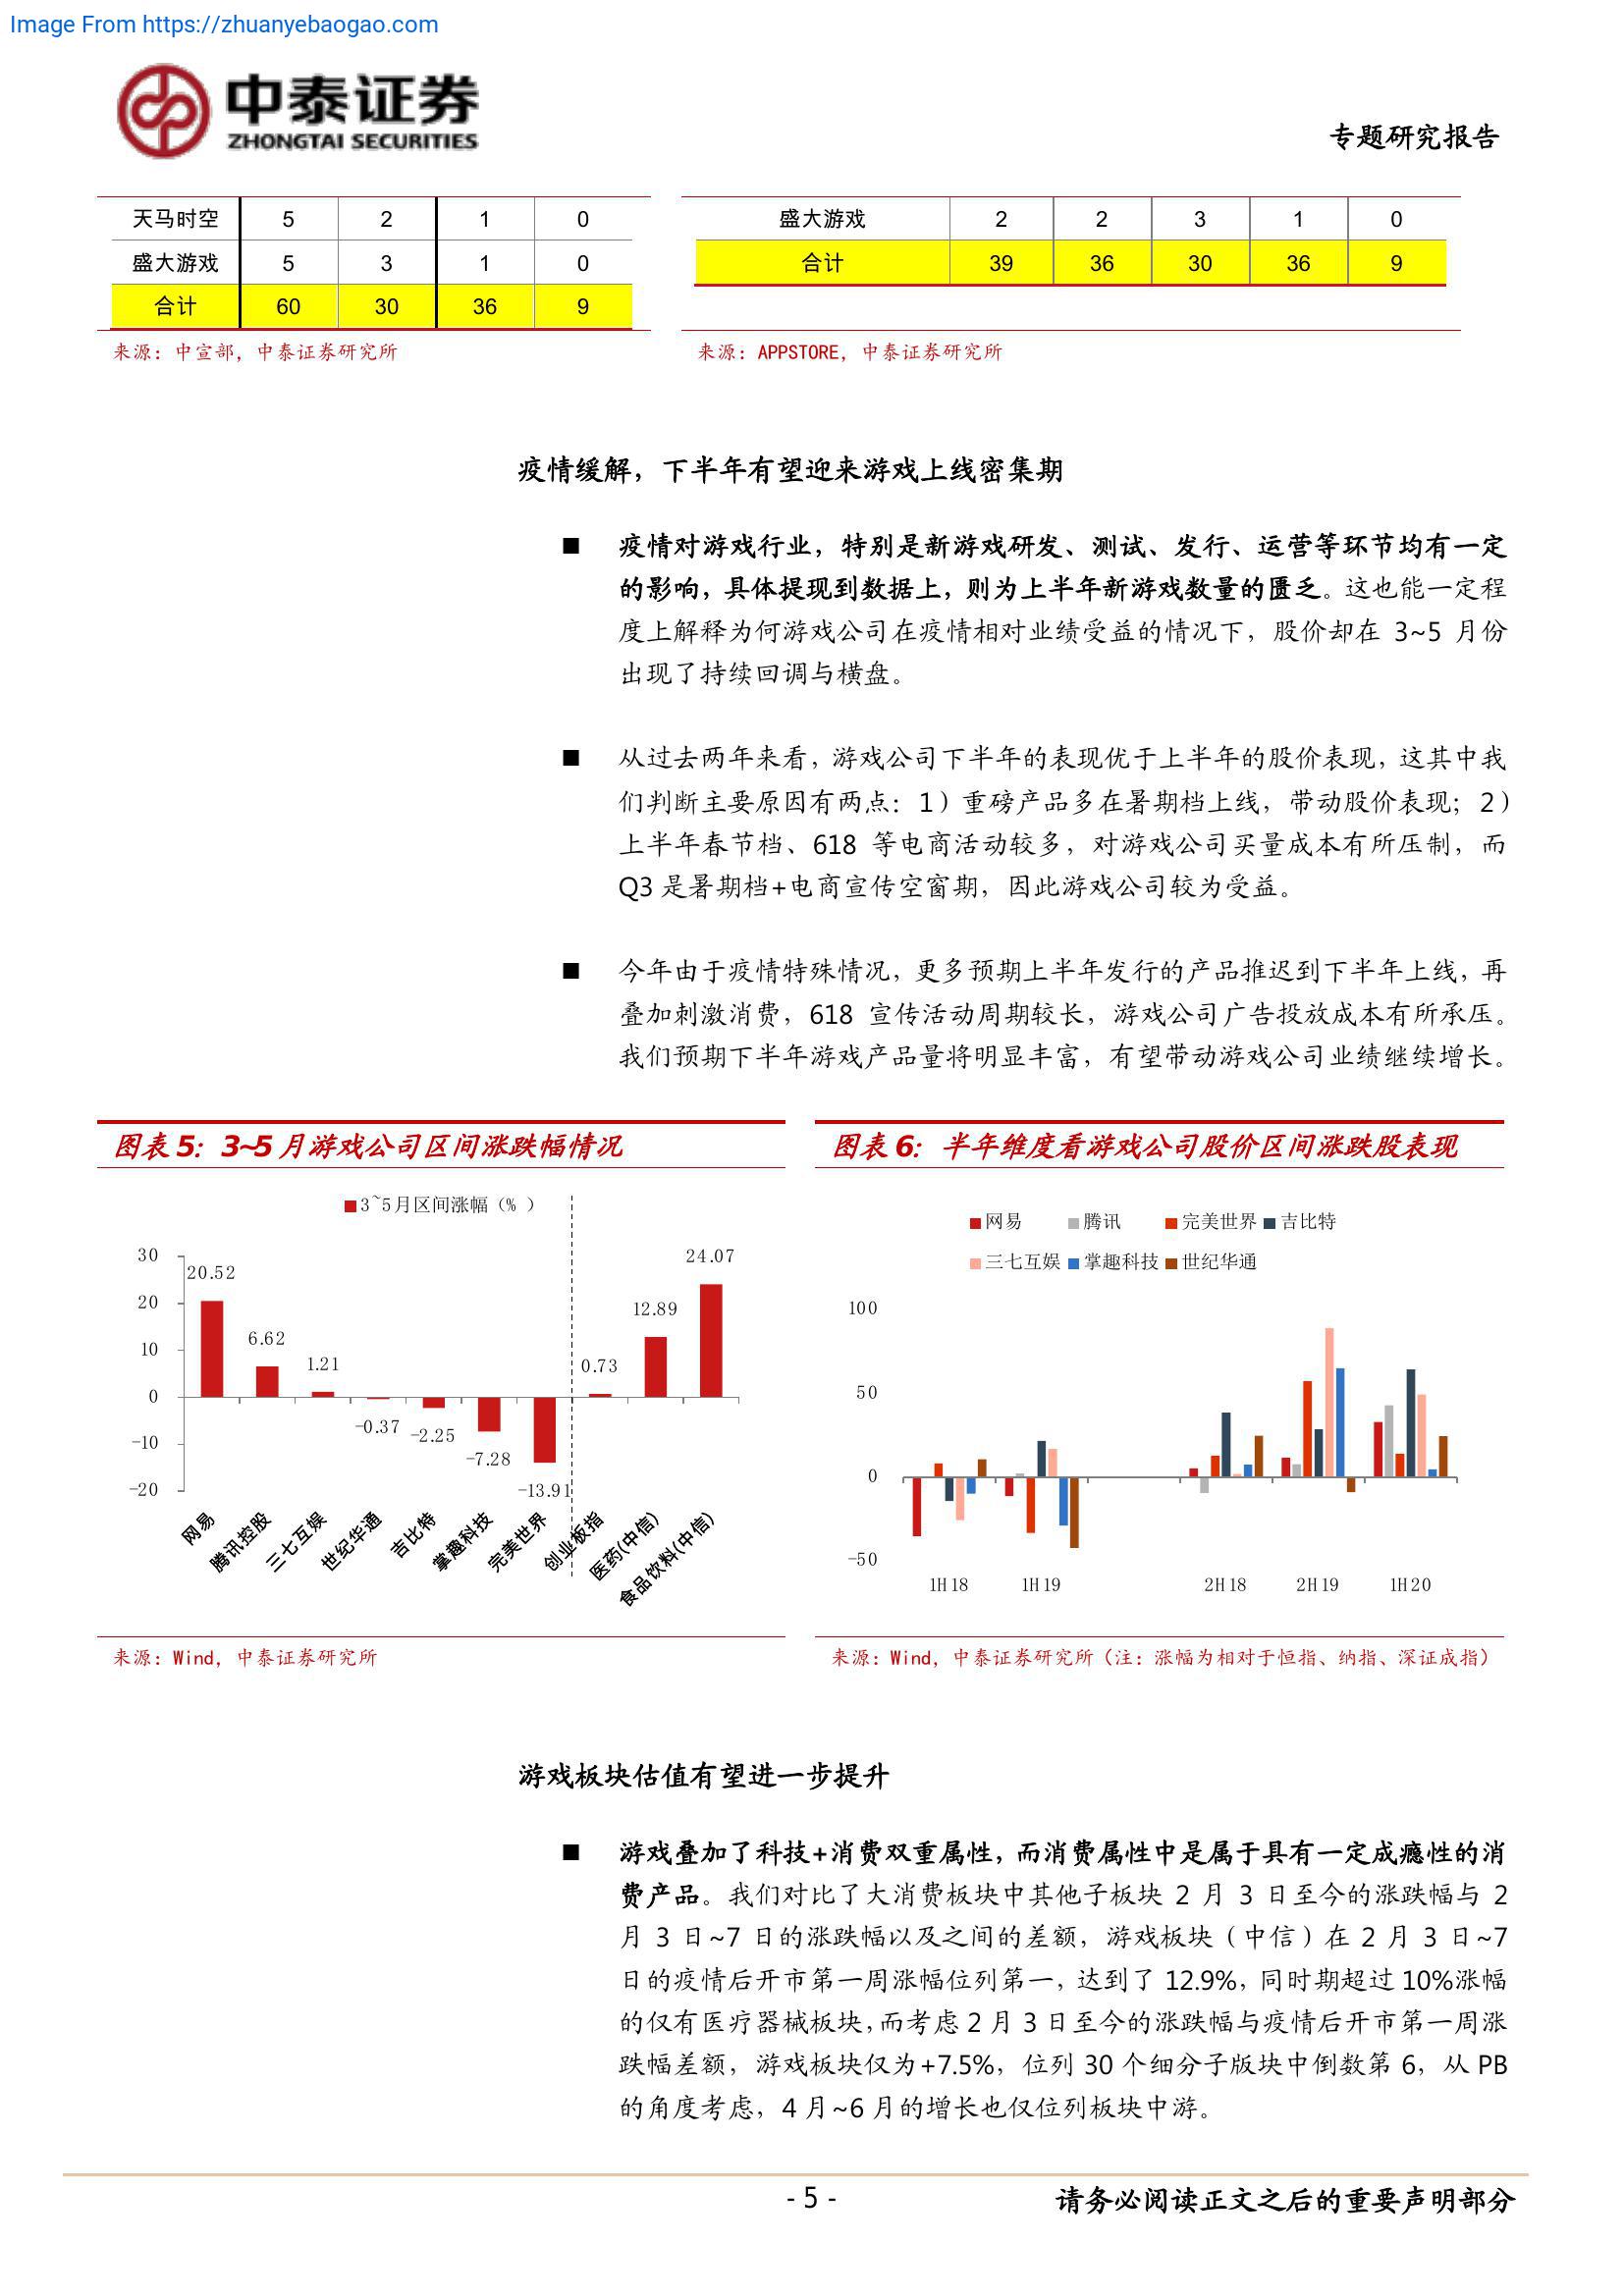 Image From https://zhuanyebaogao.com
中泰证券
ZHONGTAI SECURITIES
专题研究报告
天马时空 5 2 1 0
盛大游戏 5 3 1 0
合计 60 30 36 9
来源：中宣部，中泰证券研究所
盛大游戏 2 2 3 1 0
合计 39 36 30 36 9
来源：APPSTORE，中泰证券研究所
疫情缓解，下半年有望迎来游戏上线密集期
■ 疫情对游戏行业，特别是新游戏研发、测试、发行、运营等环节均有一定
的影响，具体提现到数据上，则为上半年新游戏数量的匮乏。这也能一定程
度上解释为何游戏公司在疫情相对业绩受益的情况下，股价却在 3~5 月份
出现了持续回调与横盘。
■ 从过去两年来看，游戏公司下半年的表现优于上半年的股价表现，这其中我
们判断主要原因有两点：1）重磅产品多在暑期档上线，带动股价表现；2）
上半年春节档、618 等电商活动较多，对游戏公司买量成本有所压制，而
Q3 是暑期档+电商宣传空窗期，因此游戏公司较为受益。
■ 今年由于疫情特殊情况，更多预期上半年发行的产品推迟到下半年上线，再
叠加刺激消费，618 宣传活动周期较长，游戏公司广告投放成本有所承压。
我们预期下半年游戏产品量将明显丰富，有望带动游戏公司业绩继续增长。
图表 5：3~5 月游戏公司区间涨跌幅情况
3~5月区间涨幅（%）
30
20
10
0
-10
-20
20.52
6.62
1.21
-0.37
-2.25
-7.28
-13.91
0.73
12.89
24.07
网易
腾讯控股
三七互娱
世纪华通
吉比特
掌趣科技
完美世界
创业板指
医药(中信)
食品饮料(中信)
来源：Wind，中泰证券研究所
图表 6：半年维度看游戏公司股价区间涨跌股表现
网易 腾讯 完美世界 吉比特
三七互娱 掌趣科技 世纪华通
100
50
0
-50
1H18 1H19 2H18 2H19 1H20
来源：Wind，中泰证券研究所（注：涨幅为相对于恒指、纳指、深证成指）
游戏板块估值有望进一步提升
■ 游戏叠加了科技+消费双重属性，而消费属性中是属于具有一定成瘾性的消
费产品。我们对比了大消费板块中其他子板块 2 月 3 日至今的涨跌幅与 2
月 3 日~7 日的涨跌幅以及之间的差额，游戏板块（中信）在 2 月 3 日~7
日的疫情后开市第一周涨幅位列第一，达到了 12.9%，同时期超过 10%涨幅
的仅有医疗器械板块，而考虑 2 月 3 日至今的涨跌幅与疫情后开市第一周涨
跌幅差额，游戏板块仅为+7.5%，位列 30 个细分子版块中倒数第 6，从 PB
的角度考虑，4 月~6 月的增长也仅位列板块中游。
- 5 -
请务必阅读正文之后的重要声明部分